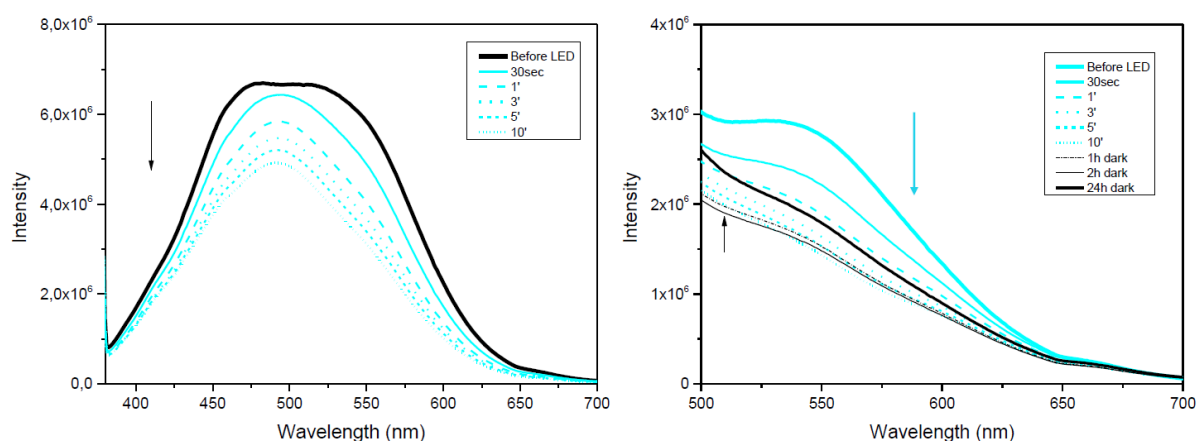 8,0x10⁶
6,0x10⁶
4,0x10⁶
2,0x10⁶
0,0
Intensity
400 450 500 550 600 650 700
Wavelength (nm)
Before LED
30sec
1'
3'
5'
10'
4x10⁶
3x10⁶
2x10⁶
1x10⁶
0
Intensity
500 550 600 650 700
Wavelength (nm)
Before LED
30sec
1'
3'
5'
10'
1h dark
2h dark
24h dark